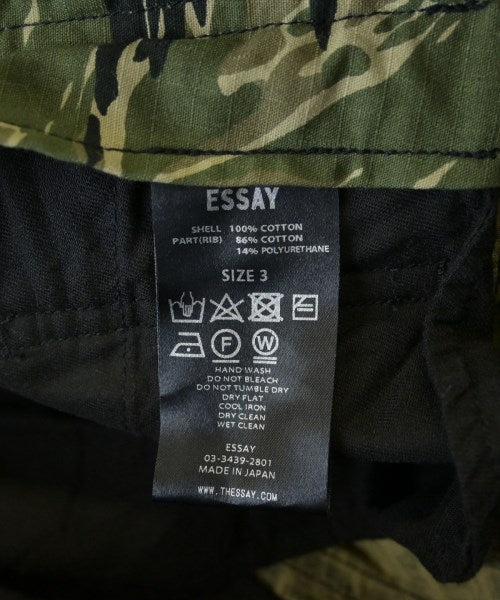 ESSAY
SHELL 100% COTTON
PART(RIB) 86% COTTON
14% POLYURETHANE
SIZE 3
F W
HAND WASH
DO NOT BLEACH
DO NOT TUMBLE DRY
DRY FLAT
COOL IRON
DRY CLEAN
WET CLEAN
ESSAY
03-3439-2801
MADE IN JAPAN
WWW.THESSAY.COM